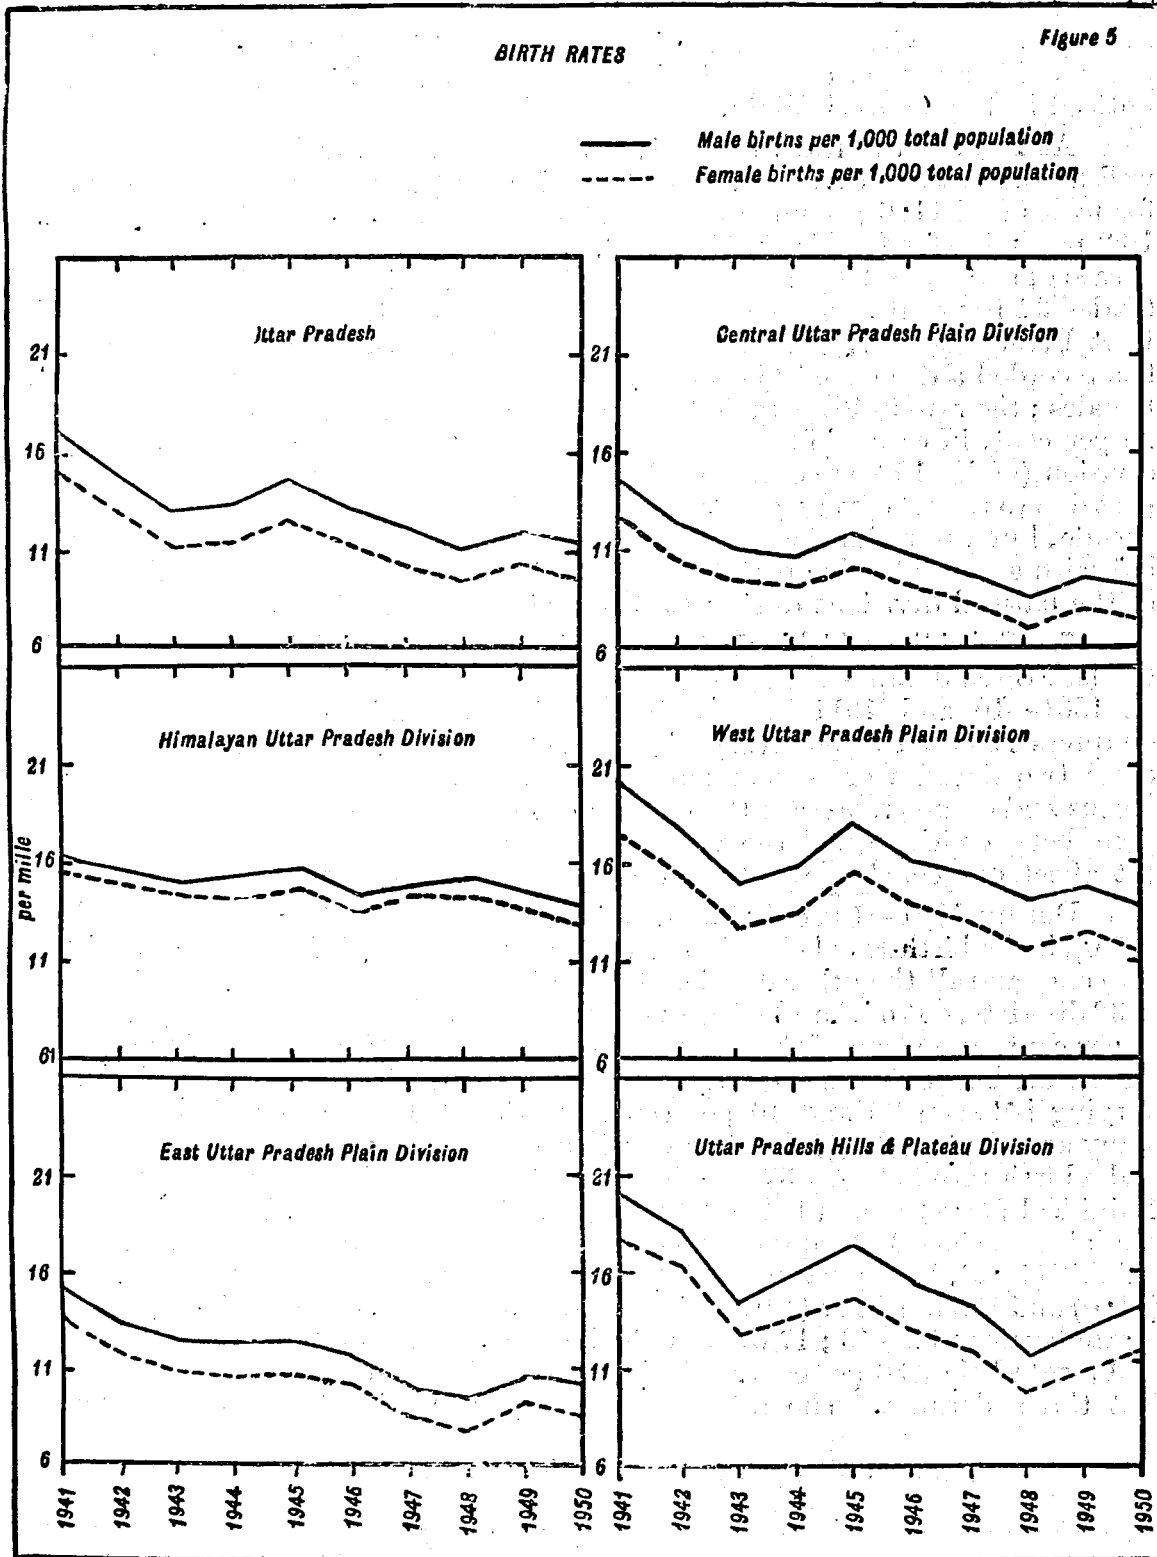 Figure 5
BIRTH RATES
Male birtns per 1,000 total population
Female births per 1,000 total population
Jttar Pradesh
21
16
11
6
Central Uttar Pradesh Plain Division
21
16
11
6
Himalayan Uttar Pradesh Division
21
16
11
61
per mille
West Uttar Pradesh Plain Division
21
16
11
6
East Uttar Pradesh Plain Division
21
16
11
6
Uttar Pradesh Hills & Plateau Division
21
16
11
6
1941 1942 1943 1944 1945 1946 1947 1948 1949 1950
1941 1942 1943 1944 1945 1946 1947 1948 1949 1950